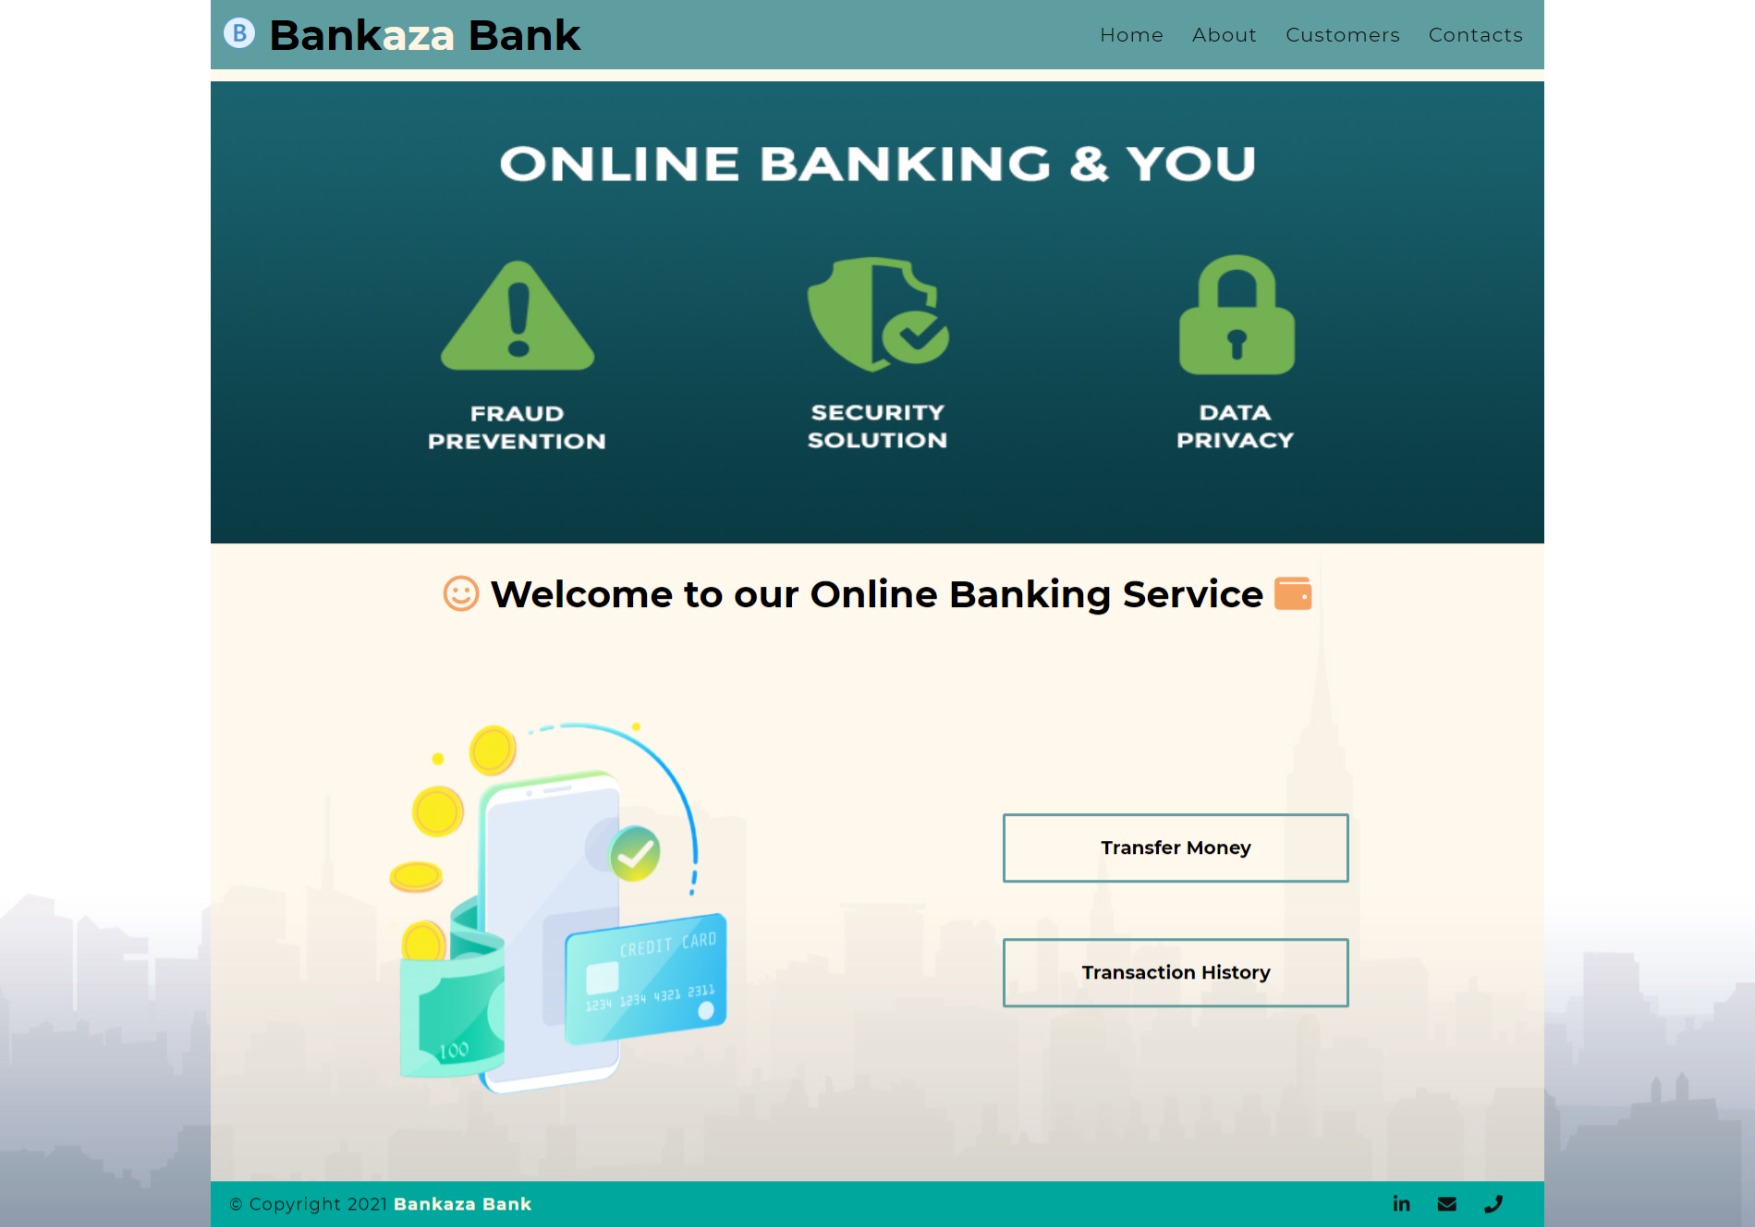 B Bankaza Bank
Home About Customers Contacts
ONLINE BANKING & YOU
FRAUD
PREVENTION
SECURITY
SOLUTION
DATA
PRIVACY
Welcome to our Online Banking Service
CREDIT CARD
1234 1234 4321 2311
100
Transfer Money
Transaction History
© Copyright 2021 Bankaza Bank
in